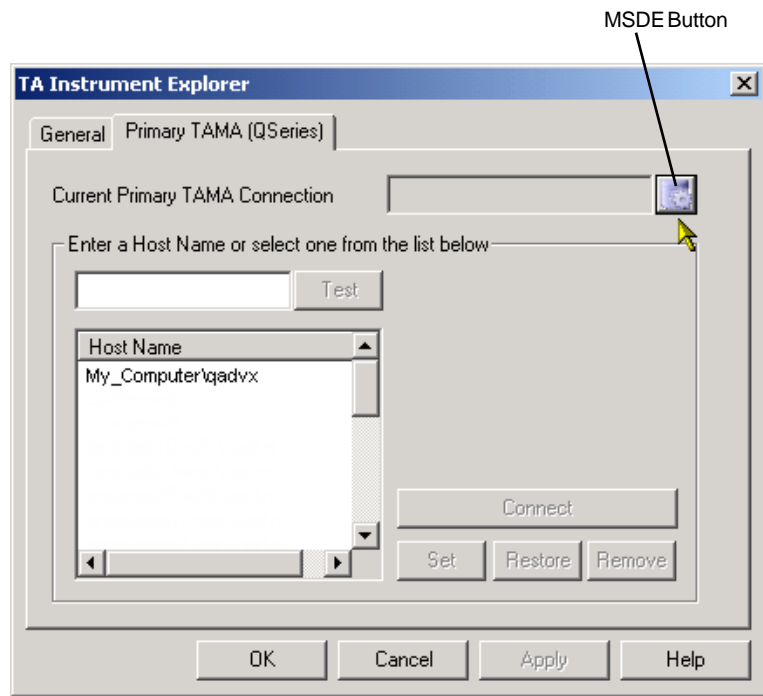 MSDE Button
TA Instrument Explorer
General Primary TAMA (QSeries)
Current Primary TAMA Connection
Enter a Host Name or select one from the list below
Test
Host Name
My_Computer\qadvx
Connect
Set Restore Remove
OK Cancel Apply Help